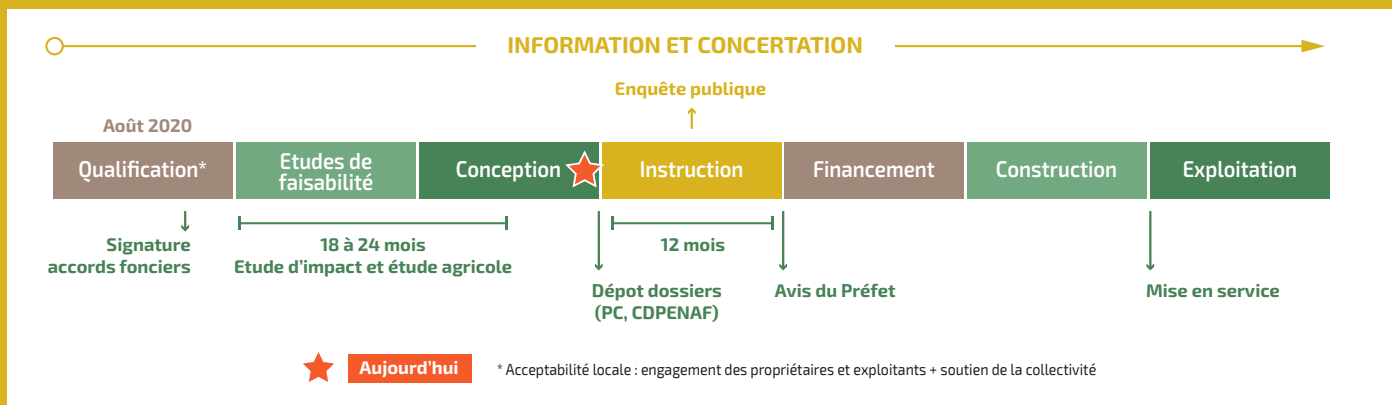 INFORMATION ET CONCERTATION
Enquête publique
Août 2020
Qualification*
Etudes de
faisabilité
Conception
Instruction
Financement
Construction
Exploitation
Signature
accords fonciers
18 à 24 mois
Etude d'impact et étude agricole
12 mois
Dépot dossiers
(PC, CDPENAF)
Avis du Préfet
Mise en service
Aujourd'hui
* Acceptabilité locale : engagement des propriétaires et exploitants + soutien de la collectivité